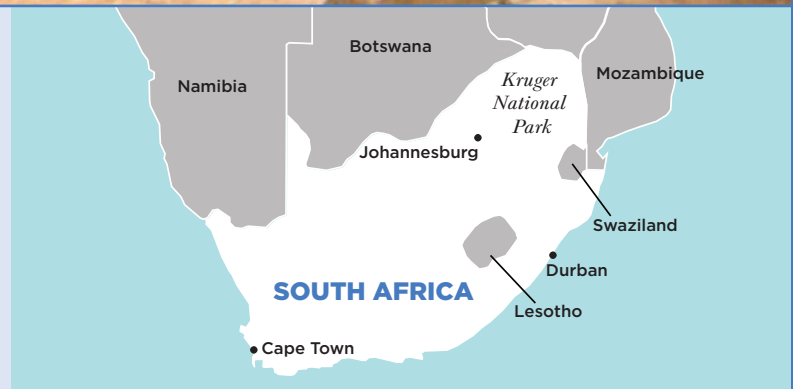 Botswana
Namibia
Mozambique
Kruger
National
Park
Johannesburg
Swaziland
Durban
SOUTH AFRICA
Lesotho
Cape Town